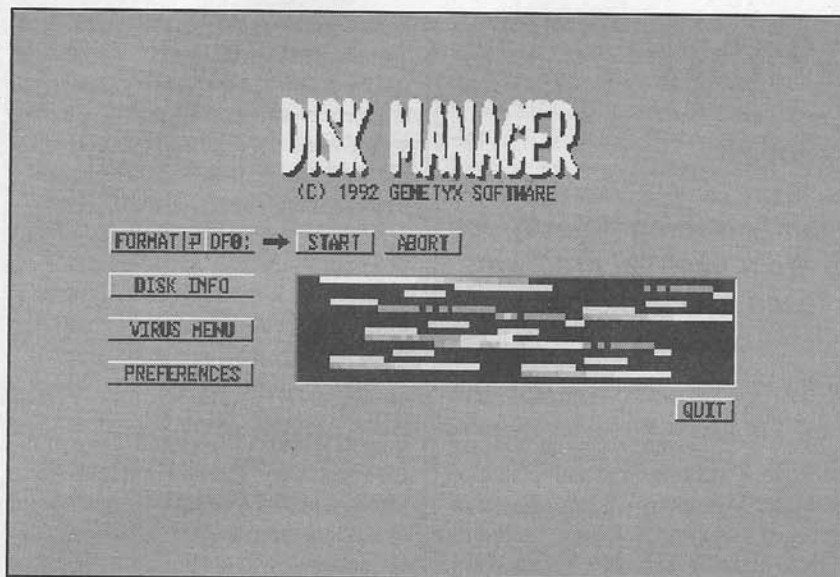 DISK MANAGER
(C) 1992 GENETYX SOFTWARE
FORMAT DF0: START ABORT
DISK INFO
VIRUS MENU
PREFERENCES
QUIT